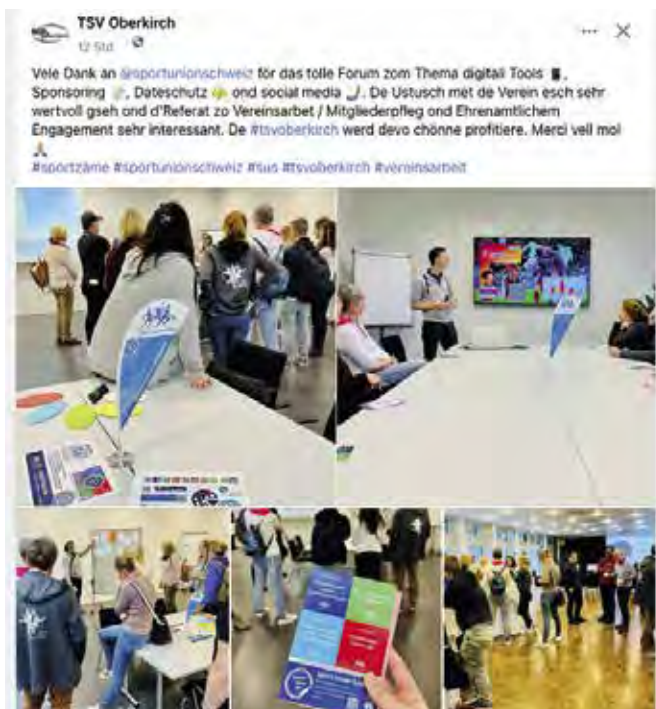 TSV Oberkirch
12 Std.
Vele Dank an @sportunionschweiz för das tolle Forum zom Thema digitali Tools 📱,
Sponsoring 🤝, Dateschutz 🔑 ond social media 🤳. De Ustusch met de Verein esch sehr
wertvoll gseh ond d'Referat zo Vereinsarbet / Mitgliederpfleg ond Ehrenamtlichem
Engagement sehr interessant. De #tsvoberkirch werd devo chönne profitiere. Merci vell mol
🙏
#sportzäme #sportunionschweiz #sus #tsvoberkirch #vereinsarbeit